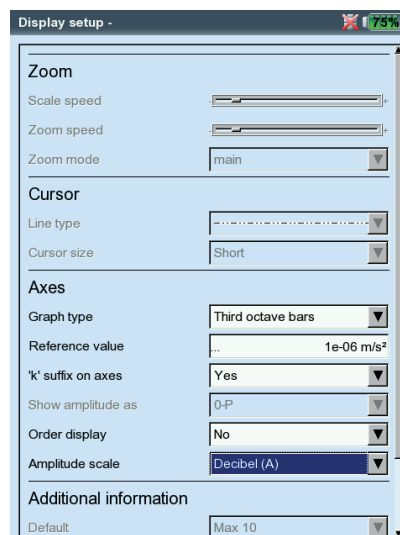 Display setup - 75%
Zoom
Scale speed - +
Zoom speed - +
Zoom mode main
Cursor
Line type
Cursor size Short
Axes
Graph type Third octave bars
Reference value ... 1e-06 m/s²
'k' suffix on axes Yes
Show amplitude as 0-P
Order display No
Amplitude scale Decibel (A)
Additional information
Default Max 10